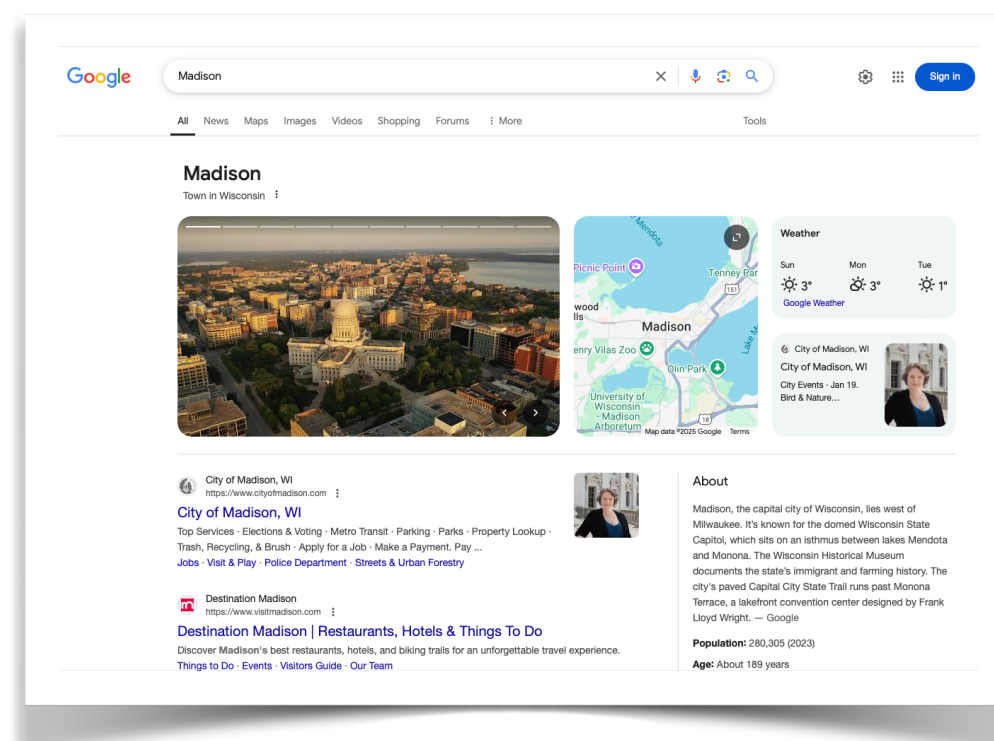 Google
Madison
Sign in
All News Maps Images Videos Shopping Forums More
Tools
Madison
Town in Wisconsin
Mendota
Picnic Point
Tenney Par
151
wood
lls
Madison
enry Vilas Zoo
Lake M
Olin Park
University of
Wisconsin
-Madison
Arboretum
18
Map data ©2025 Google Terms
Weather
Sun Mon Tue
3° 3° 1°
Google Weather
City of Madison, WI
City of Madison, WI
City Events · Jan 19.
Bird & Nature...
City of Madison, WI
https://www.cityofmadison.com
City of Madison, WI
Top Services · Elections & Voting · Metro Transit · Parking · Parks · Property Lookup ·
Trash, Recycling, & Brush · Apply for a Job · Make a Payment. Pay ...
Jobs · Visit & Play · Police Department · Streets & Urban Forestry
Destination Madison
https://www.visitmadison.com
Destination Madison | Restaurants, Hotels & Things To Do
Discover Madison's best restaurants, hotels, and biking trails for an unforgettable travel experience.
Things to Do · Events · Visitors Guide · Our Team
About
Madison, the capital city of Wisconsin, lies west of
Milwaukee. It's known for the domed Wisconsin State
Capitol, which sits on an isthmus between lakes Mendota
and Monona. The Wisconsin Historical Museum
documents the state's immigrant and farming history. The
city's paved Capital City State Trail runs past Monona
Terrace, a lakefront convention center designed by Frank
Lloyd Wright. — Google
Population: 280,305 (2023)
Age: About 189 years